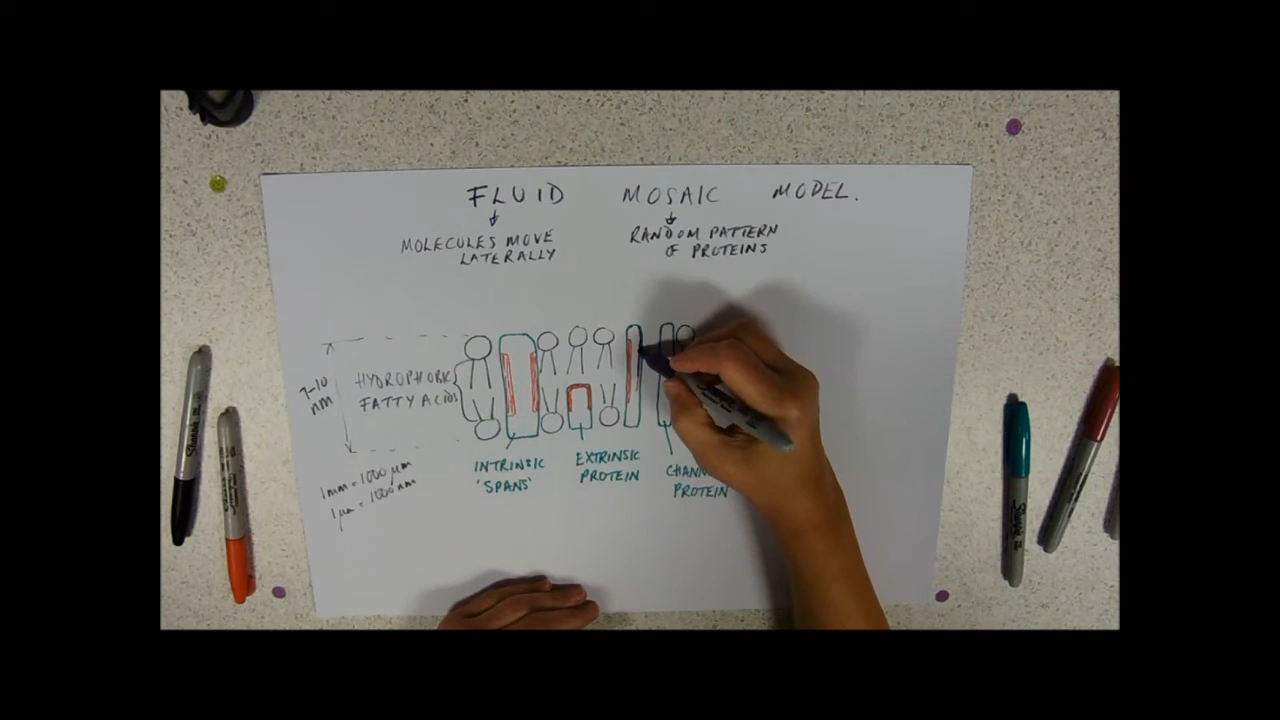 FLUID MOSAIC MODEL.
MOLECULES MOVE
LATERALLY
RANDOM PATTERN
OF PROTEINS
7-10
nm
HYDROPHOBIC
FATTY ACIDS
1mm = 1000 µm
1µm = 1000 nm
INTRINSIC
'SPANS'
EXTRINSIC
PROTEIN
PROTEIN